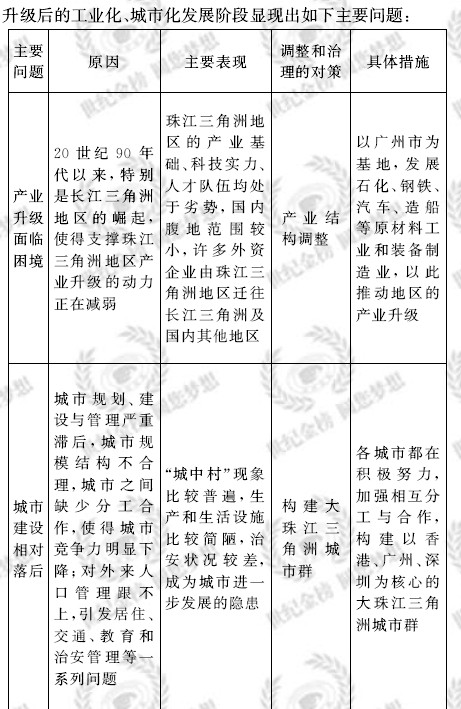 升级后的工业化、城市化发展阶段显现出如下主要问题:
主要
问题
原因
主要表现
调整和治
理的对策
具体措施
产业
升级
面临
困境
20世纪90年
代以来,特别
是长江三角洲
地区的崛起,
使得支撑珠江
三角洲地区产
业升级的动力
正在减弱
珠江三角洲地
区的产业基
础、科技实力、
人才队伍均处
于劣势,国内
腹地范围较
小,许多外资
企业由珠江三
角洲地区迁往
长江三角洲及
国内其他地区
产业结
构调整
以广州市为
基地,发展
石化、钢铁、
汽车、造船
等原材料工
业和装备制
造业,以此
推动地区的
产业升级
城市
建设
相对
落后
城市规划、建
设与管理严重
滞后,城市规
模结构不合
理,城市之间
缺少分工合
作,使得城市
竞争力明显下
降;对外来人
口管理跟不
上,引发居住、
交通、教育和
治安管理等一
系列问题
“城中村”现象
比较普遍,生
产和生活设施
比较简陋,治
安状况较差,
成为城市进一
步发展的隐患
构建大
珠江三
角洲城
市群
各城市都在
积极努力,
加强相互分
工与合作,
构建以香
港、广州、深
圳为核心的
大珠江三角
洲城市群
世纪金榜 圆您梦想